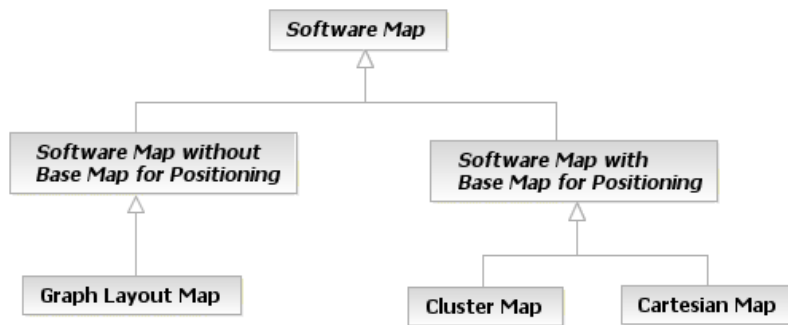 Software Map
Software Map without
Base Map for Positioning
Software Map with
Base Map for Positioning
Graph Layout Map
Cluster Map
Cartesian Map